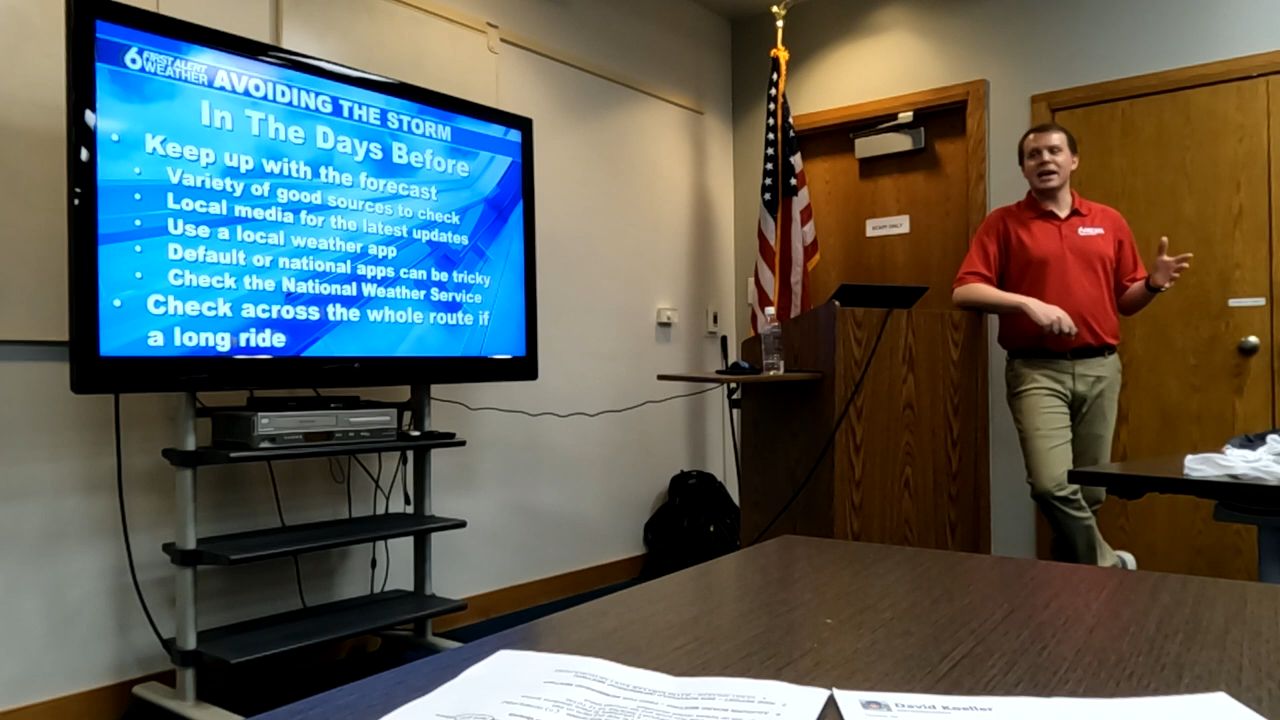 6 FIRST ALERT WEATHER AVOIDING THE STORM
In The Days Before
• Keep up with the forecast
• Variety of good sources to check
• Local media for the latest updates
• Use a local weather app
• Default or national apps can be tricky
• Check the National Weather Service
• Check across the whole route if
a long ride
STAFF ONLY
David Keeller